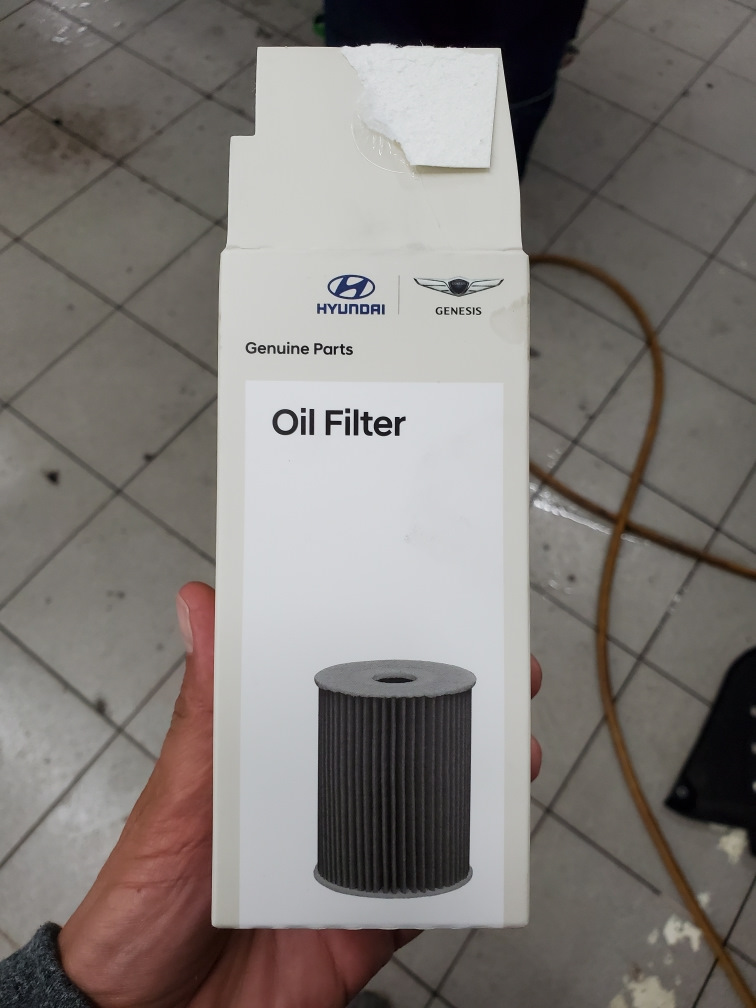 HYUNDAI
GENESIS
Genuine Parts
Oil Filter